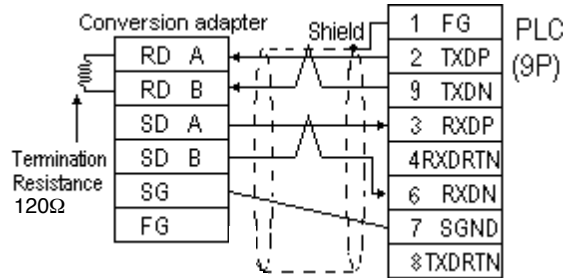 Conversion adapter
RD A
RD B
SD A
SD B
SG
FG
Termination
Resistance
120Ω
Shield
1 FG
2 TXDP
9 TXDN
3 RXDP
4RXDRTN
6 RXDN
7 SGND
8TXDRTN
PLC
(9P)